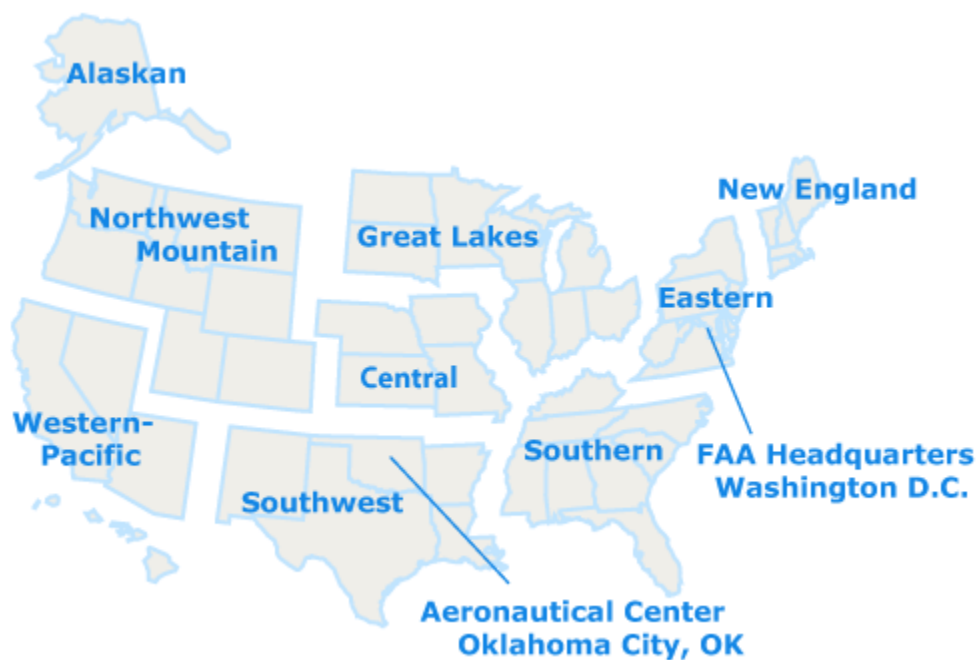 Alaskan
New England
Northwest
Mountain
Great Lakes
Eastern
Central
Western-
Pacific
Southern
FAA Headquarters
Washington D.C.
Southwest
Aeronautical Center
Oklahoma City, OK